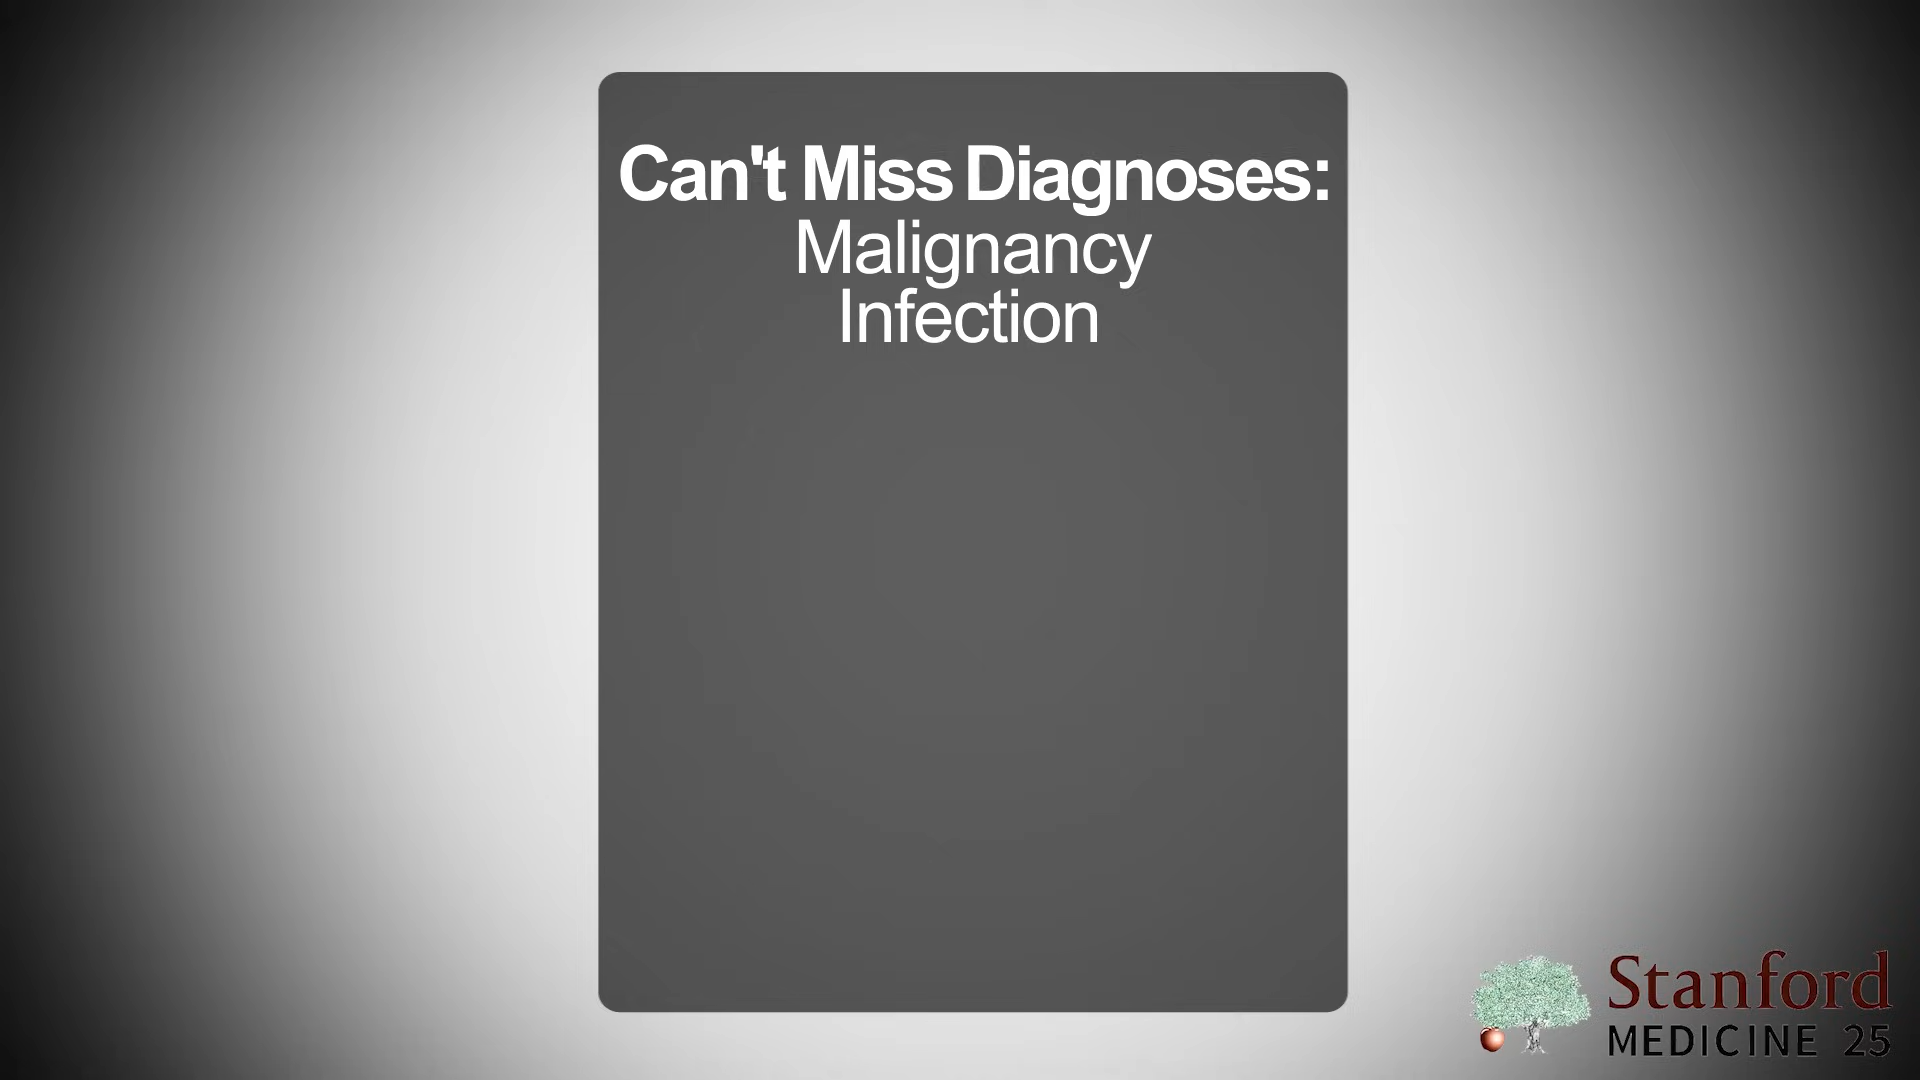 Can't Miss Diagnoses:
Malignancy
Infection
Stanford
MEDICINE 25